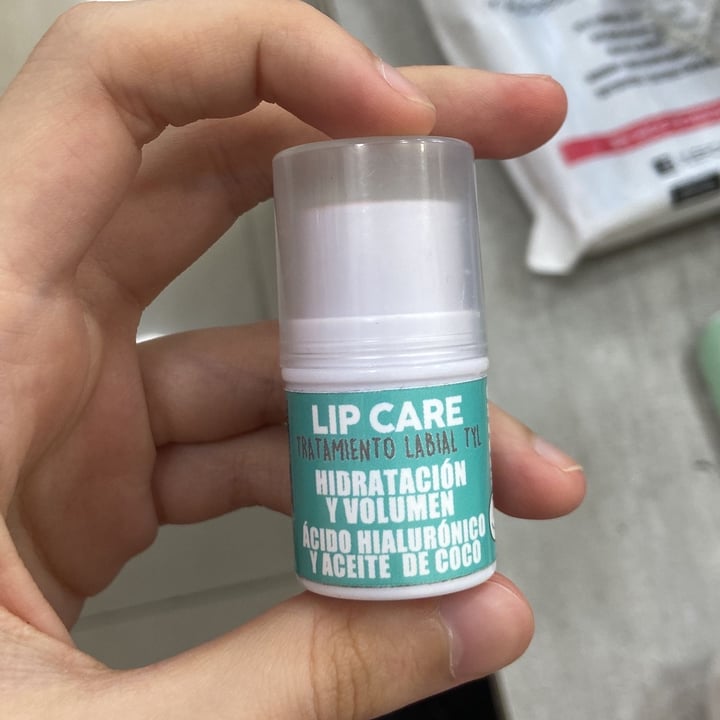 LIP CARE
TRATAMIENTO LABIAL TYL
HIDRATACIÓN
Y VOLUMEN
ÁCIDO HIALURÓNICO
Y ACEITE DE COCO